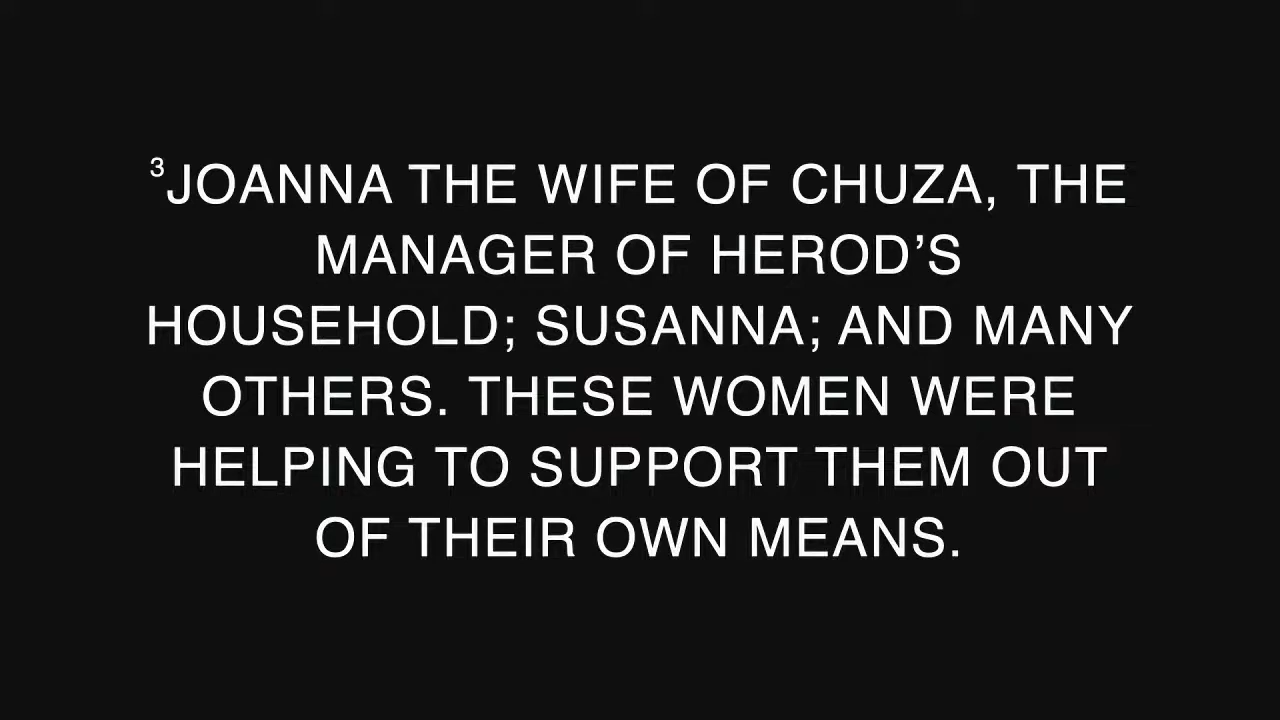 ³JOANNA THE WIFE OF CHUZA, THE
MANAGER OF HEROD’S
HOUSEHOLD; SUSANNA; AND MANY
OTHERS. THESE WOMEN WERE
HELPING TO SUPPORT THEM OUT
OF THEIR OWN MEANS.